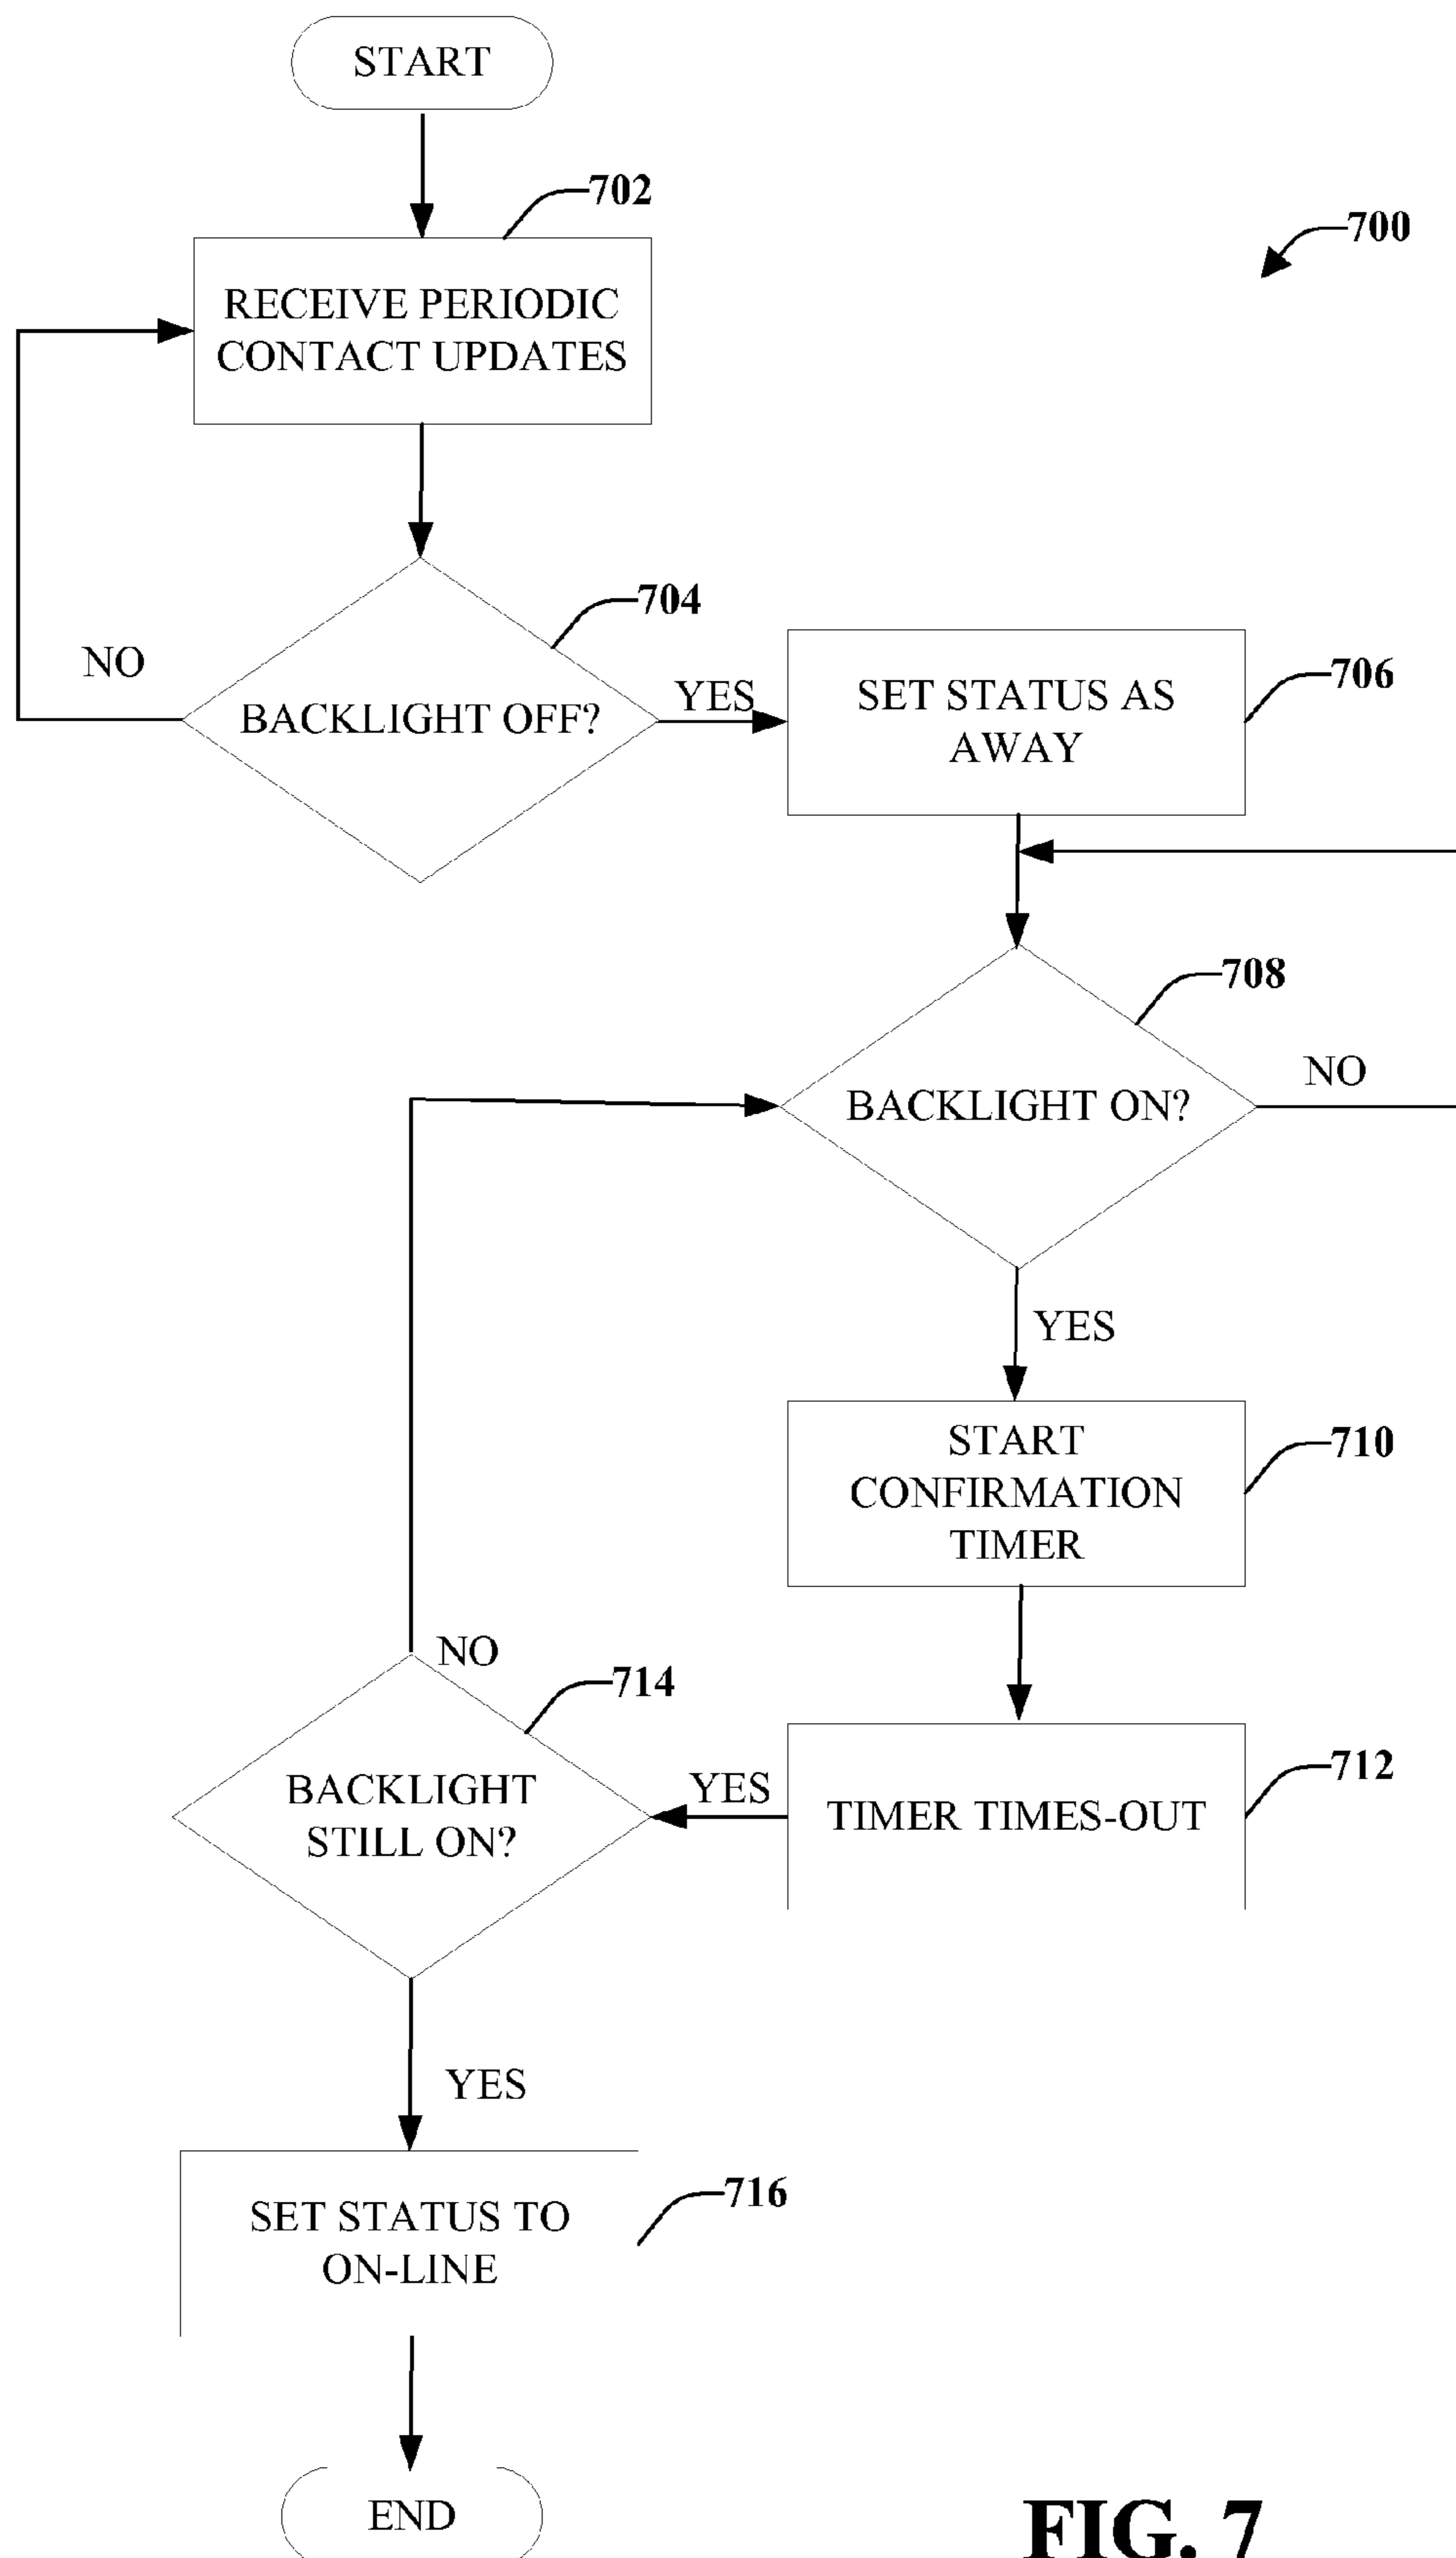 START
702
700
RECEIVE PERIODIC
CONTACT UPDATES
704
NO
BACKLIGHT OFF?
YES
SET STATUS AS
AWAY
706
708
BACKLIGHT ON?
NO
YES
START
CONFIRMATION
TIMER
710
NO
714
BACKLIGHT
STILL ON?
YES
TIMER TIMES-OUT
712
YES
SET STATUS TO
ON-LINE
716
END
FIG. 7